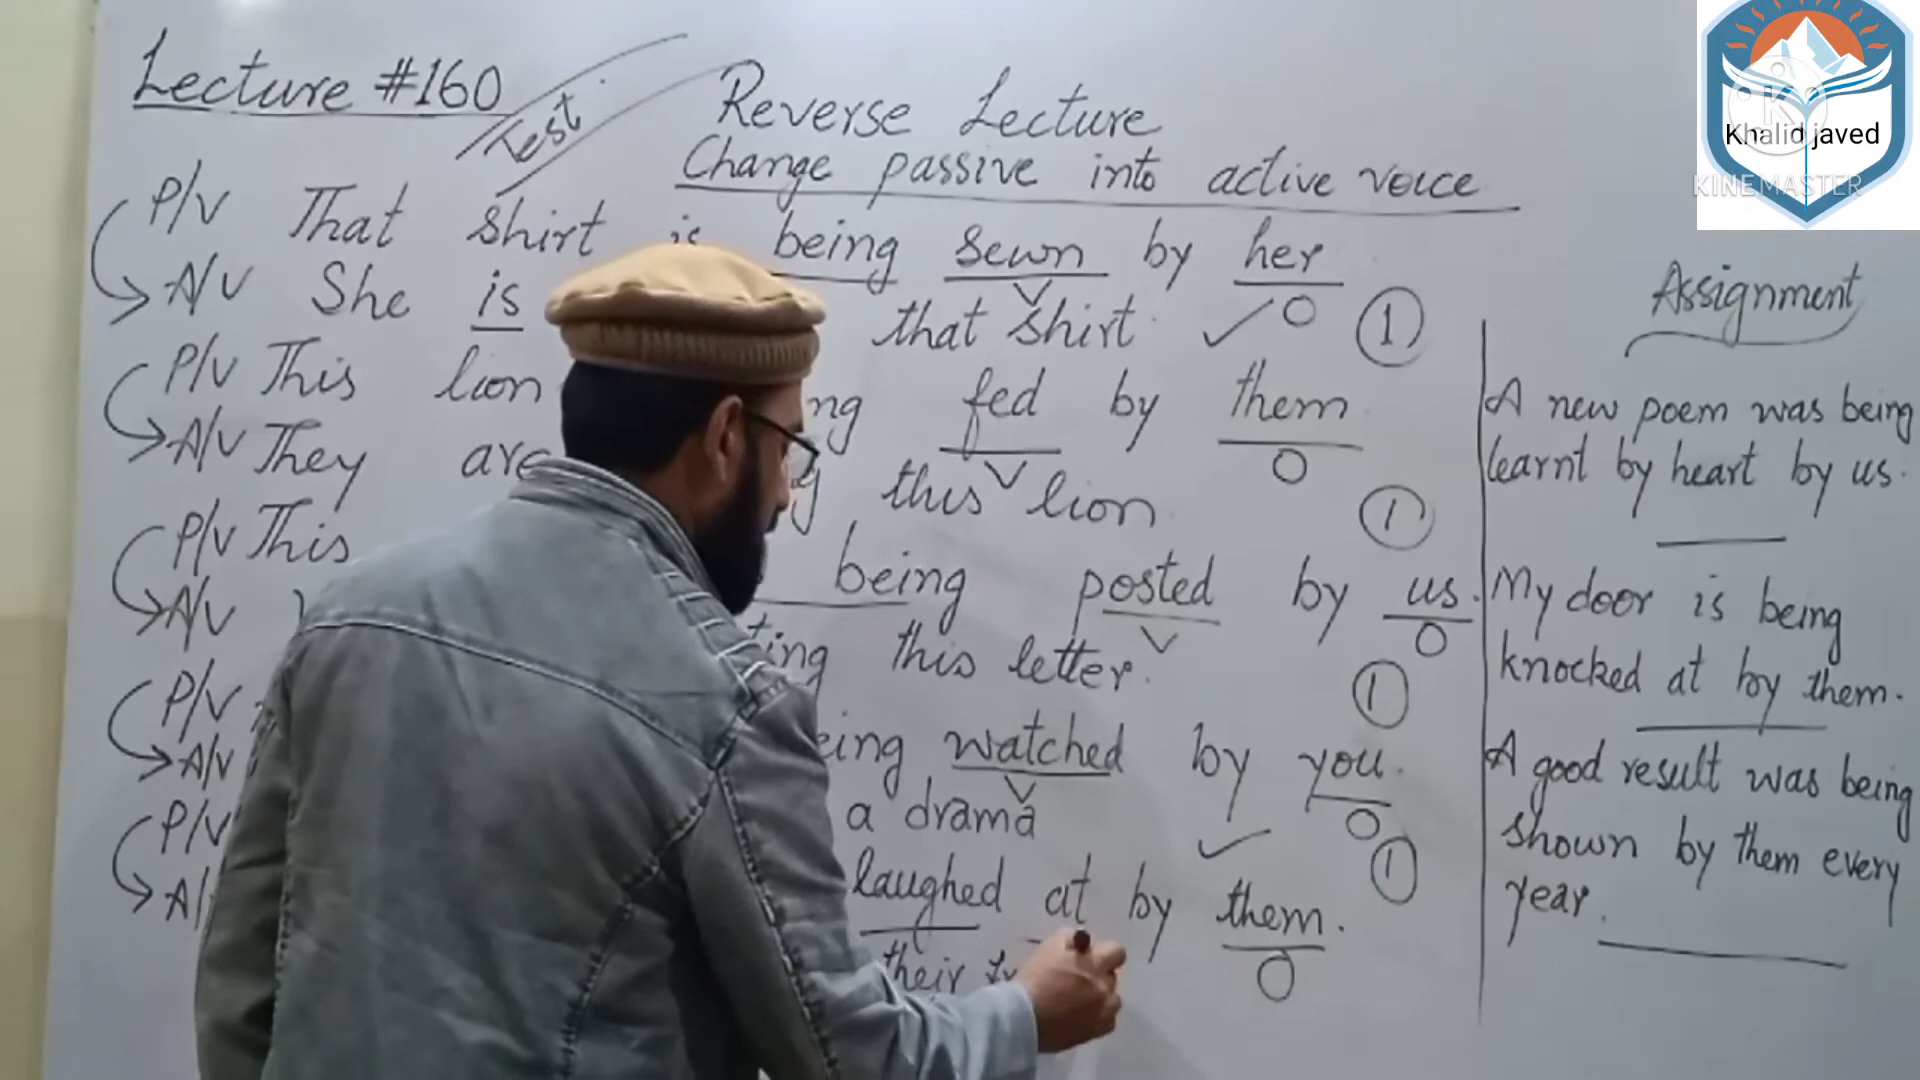 Lecture #160
Test
Reverse Lecture
Change passive into active voice
P/V That shirt is being sewn by her
A/V She is that shirt
P/V This lion ng fed by them
A/V They are g this lion
P/V This being posted by us.
A/V ting this letter.
P/V eing watched by you.
A/V a drama
P/V laughed at by them.
A/ their
V
O
1
V
O
1
V
O
1
V
O
1
O
Assignment
A new poem was being
learnt by heart by us.
My door is being
knocked at by them.
A good result was being
shown by them every
year.
Khalid javed
K
KINEMASTER